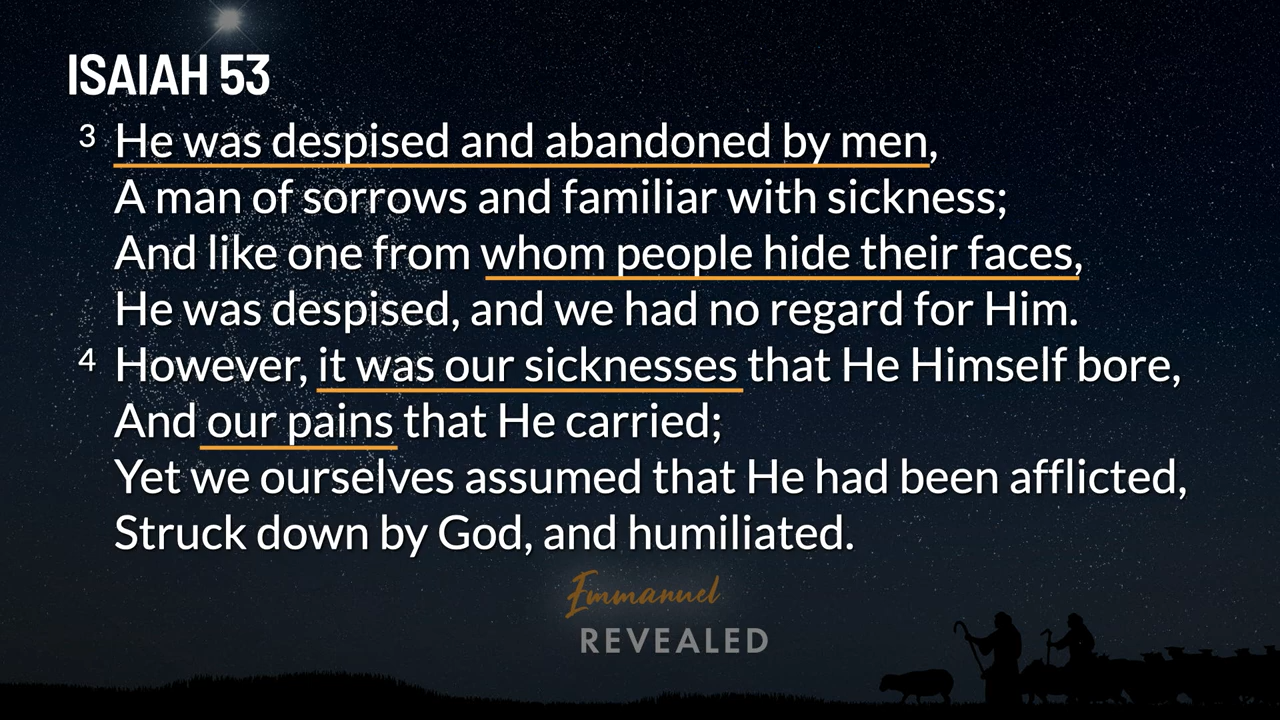 ISAIAH 53
3 He was despised and abandoned by men,
A man of sorrows and familiar with sickness;
And like one from whom people hide their faces,
He was despised, and we had no regard for Him.
4 However, it was our sicknesses that He Himself bore,
And our pains that He carried;
Yet we ourselves assumed that He had been afflicted,
Struck down by God, and humiliated.
Emmanuel
REVEALED